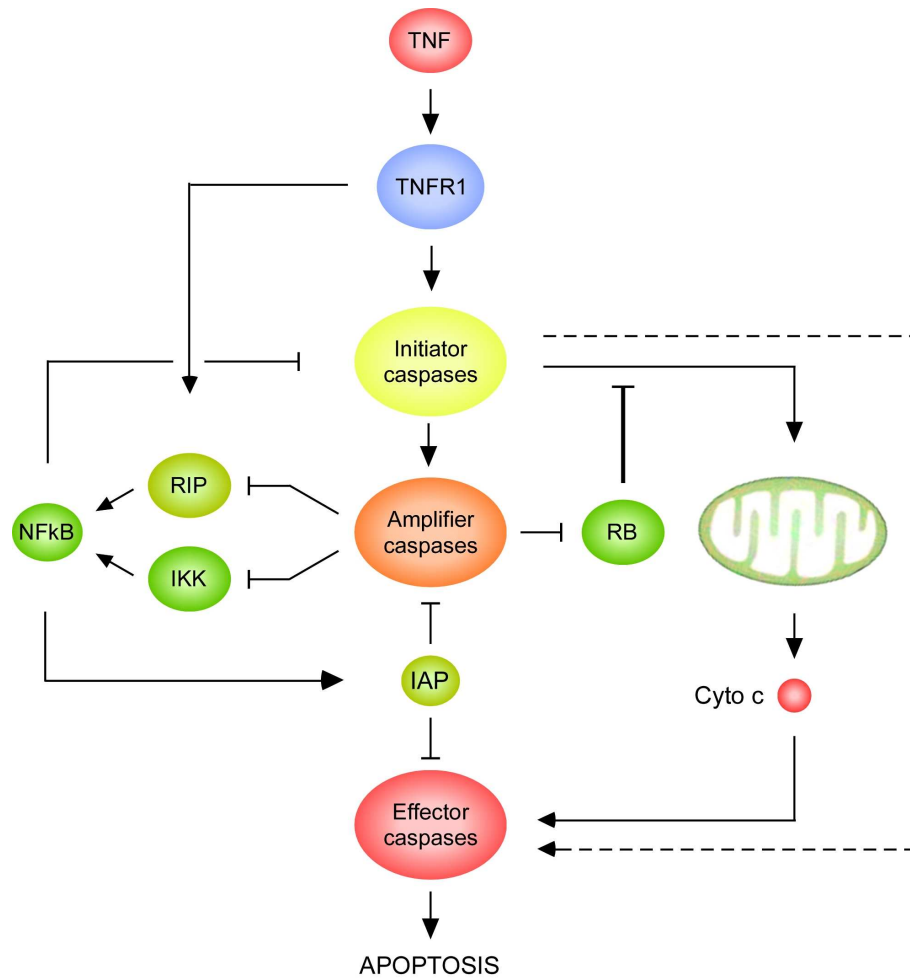 TNF
TNFR1
Initiator
caspases
RIP
NFkB
IKK
Amplifier
caspases
RB
IAP
Cyto c
Effector
caspases
APOPTOSIS